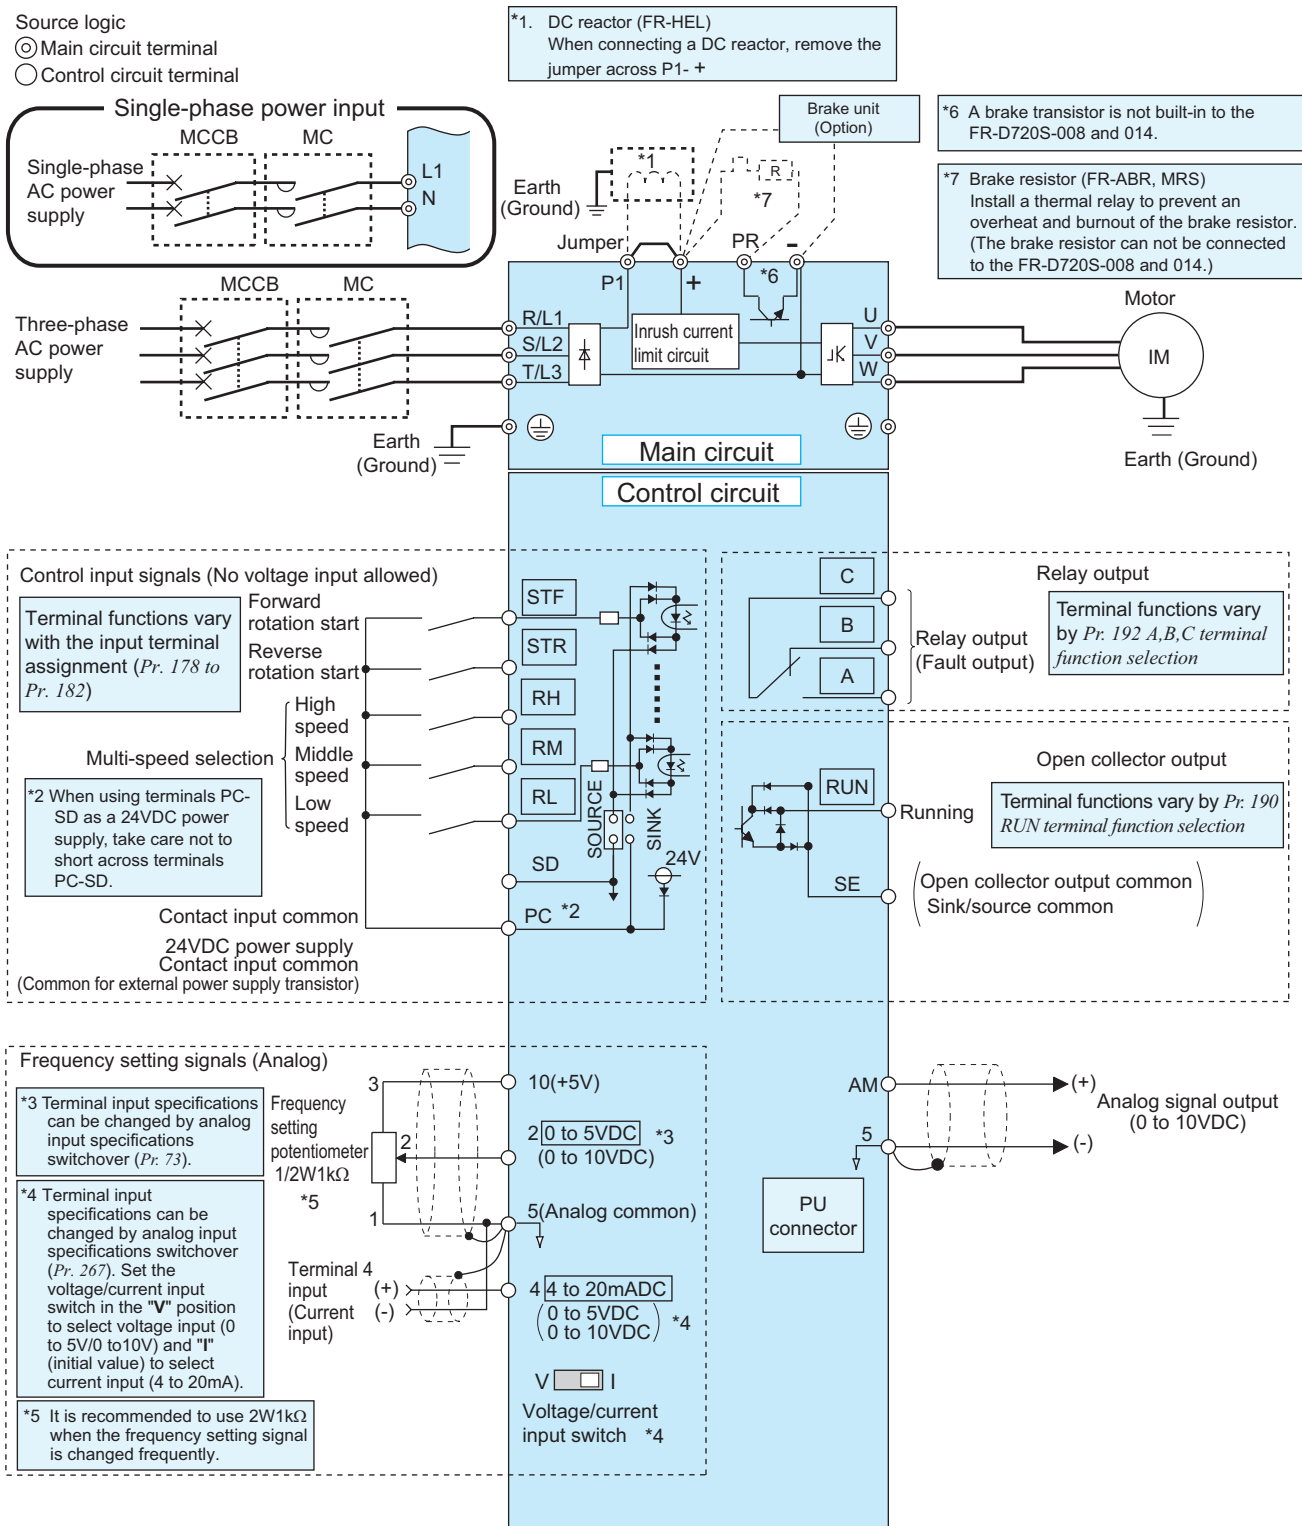 Source logic
Main circuit terminal
Control circuit terminal
*1. DC reactor (FR-HEL)
When connecting a DC reactor, remove the
jumper across P1- +
Single-phase power input
MCCB
MC
Single-phase
AC power
supply
L1
N
Brake unit
(Option)
*6 A brake transistor is not built-in to the
FR-D720S-008 and 014.
*7 Brake resistor (FR-ABR, MRS)
Install a thermal relay to prevent an
overheat and burnout of the brake resistor.
(The brake resistor can not be connected
to the FR-D720S-008 and 014.)
*1
R
*7
Earth
(Ground)
Jumper
PR
-
P1
+
*6
MCCB
MC
Three-phase
AC power
supply
R/L1
S/L2
T/L3
Inrush current
limit circuit
U
V
W
Motor
IM
Earth
(Ground)
Earth (Ground)
Main circuit
Control circuit
Control input signals (No voltage input allowed)
Terminal functions vary
with the input terminal
assignment (Pr. 178 to
Pr. 182)
Forward
rotation start
Reverse
rotation start
High
speed
Multi-speed selection
Middle
speed
Low
speed
*2 When using terminals PC-
SD as a 24VDC power
supply, take care not to
short across terminals
PC-SD.
STF
STR
RH
RM
RL
SOURCE
SINK
SD
24V
Contact input common
PC *2
24VDC power supply
Contact input common
(Common for external power supply transistor)
C
B
A
Relay output
Relay output
(Fault output)
Terminal functions vary
by Pr. 192 A,B,C terminal
function selection
Open collector output
RUN
Running
Terminal functions vary by Pr. 190
RUN terminal function selection
SE
Open collector output common
Sink/source common
Frequency setting signals (Analog)
*3 Terminal input specifications
can be changed by analog
input specifications
switchover (Pr. 73).
*4 Terminal input
specifications can be
changed by analog input
specifications switchover
(Pr. 267). Set the
voltage/current input
switch in the "V" position
to select voltage input (0
to 5V/0 to10V) and "I"
(initial value) to select
current input (4 to 20mA).
*5 It is recommended to use 2W1kΩ
when the frequency setting signal
is changed frequently.
Frequency
setting
potentiometer
1/2W1kΩ
*5
3
2
1
10(+5V)
2 0 to 5VDC *3
(0 to 10VDC)
5(Analog common)
Terminal 4
input
(Current
input)
(+)
(-)
4 4 to 20mADC
0 to 5VDC
0 to 10VDC
*4
V I
Voltage/current
input switch *4
AM
5
(+)
(-)
Analog signal output
(0 to 10VDC)
PU
connector